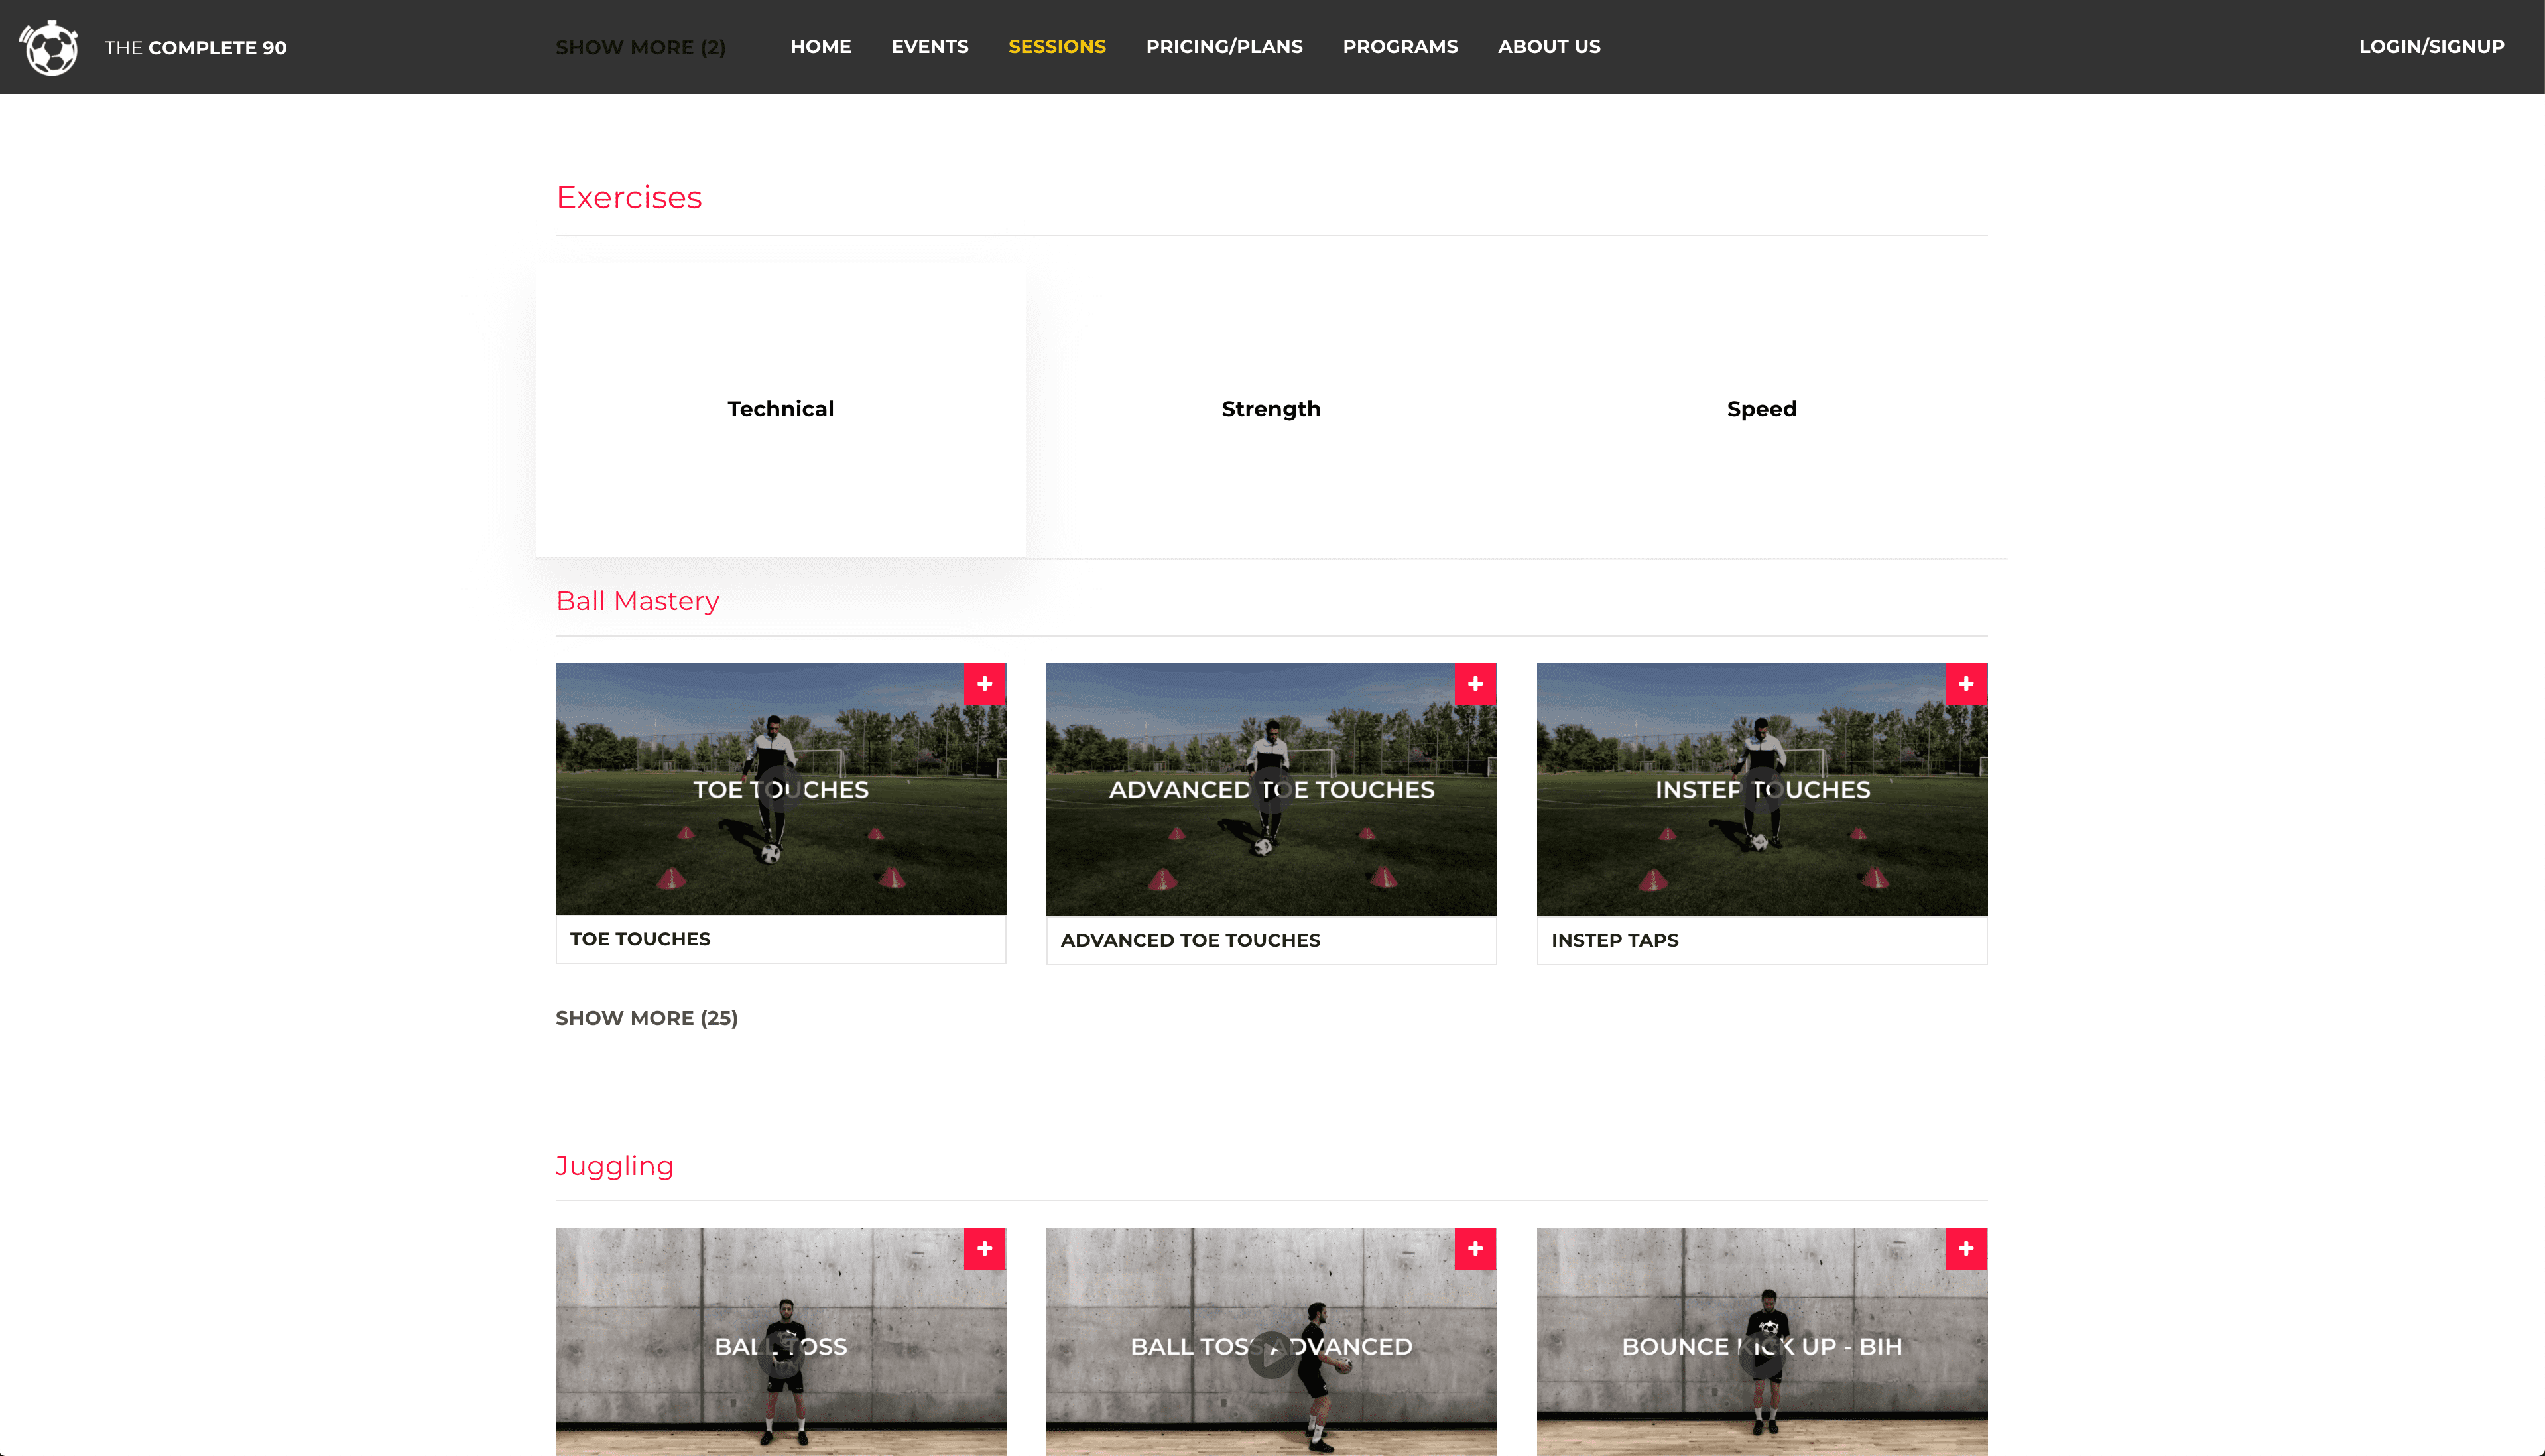 THE COMPLETE 90 SHOW MORE (2) HOME EVENTS SESSIONS PRICING/PLANS PROGRAMS ABOUT US LOGIN/SIGNUP
Exercises
Technical Strength Speed
Ball Mastery
TOE TOUCHES ADVANCED TOE TOUCHES INSTEP TOUCHES
TOE TOUCHES ADVANCED TOE TOUCHES INSTEP TAPS
SHOW MORE (25)
Juggling
BALL TOSS BALL TOSS ADVANCED BOUNCE KICK UP - BIH